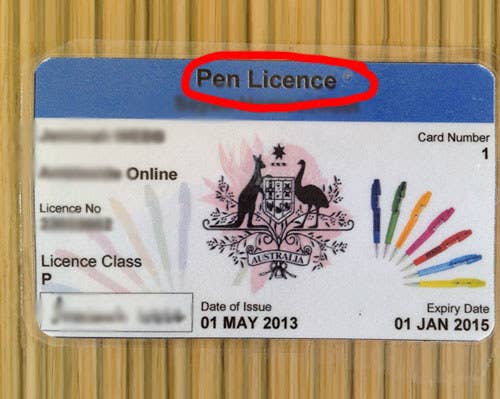 Pen Licence
Card Number
1
Online
Licence No
Licence Class
P
AUSTRALIA
Date of Issue
01 MAY 2013
Expiry Date
01 JAN 2015